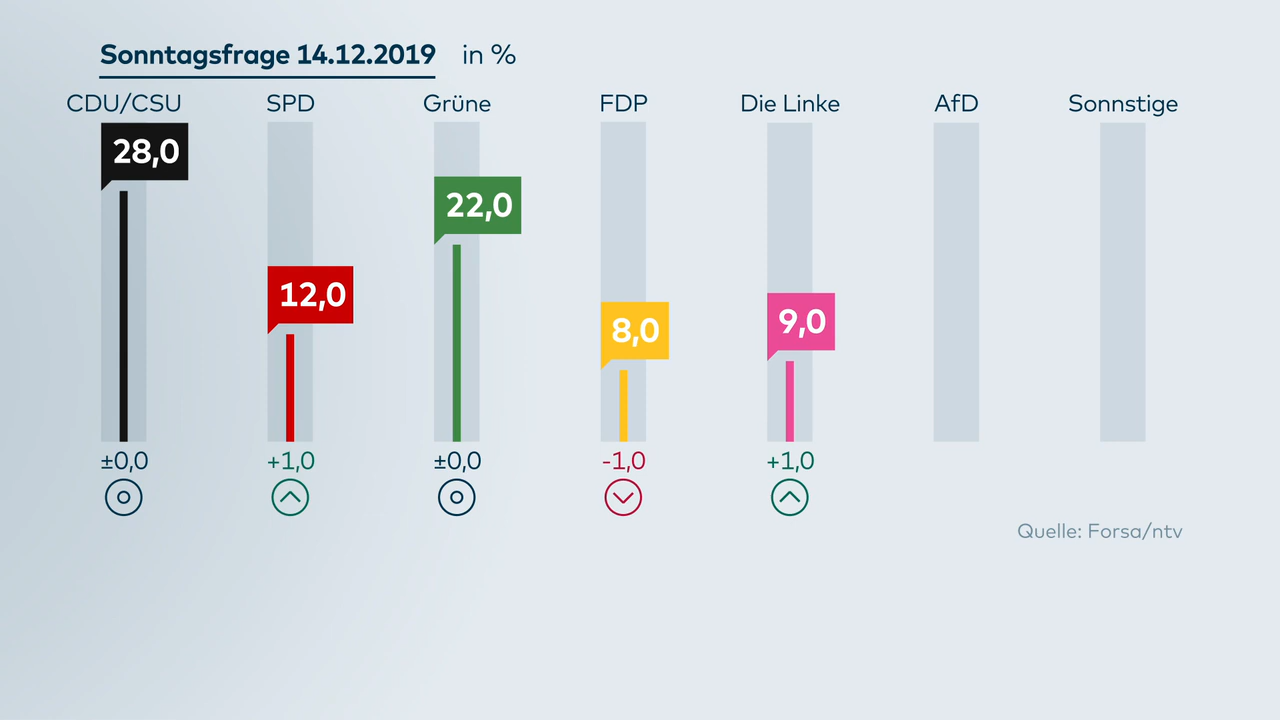 Sonntagsfrage 14.12.2019 in %
CDU/CSU SPD Grüne FDP Die Linke AfD Sonnstige
28,0
22,0
12,0
9,0
8,0
±0,0 +1,0 ±0,0 -1,0 +1,0
Quelle: Forsa/ntv